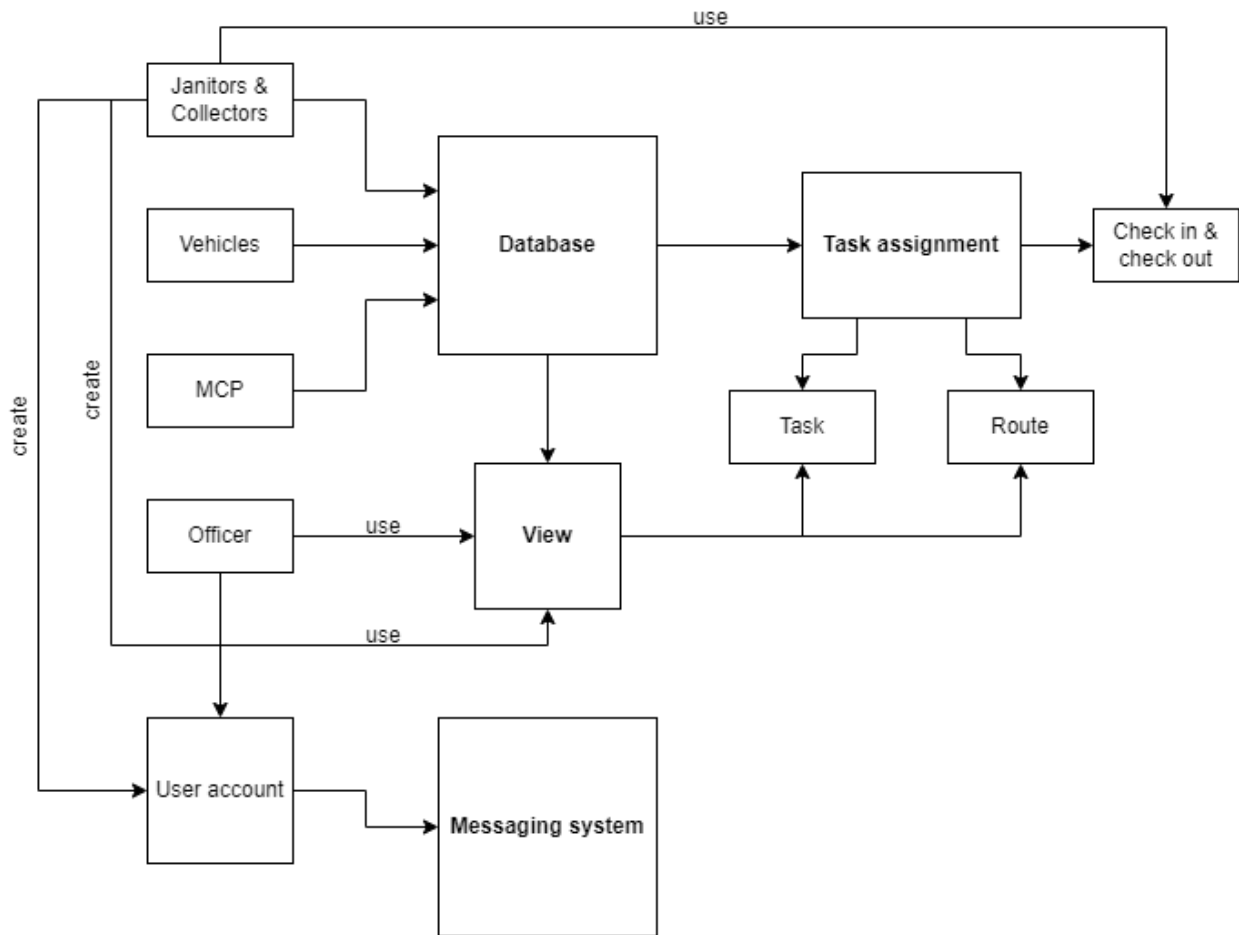 use
Janitors &
Collectors
Vehicles
Database
Task assignment
Check in &
check out
MCP
create
create
Task
Route
Officer
use
View
use
User account
Messaging system